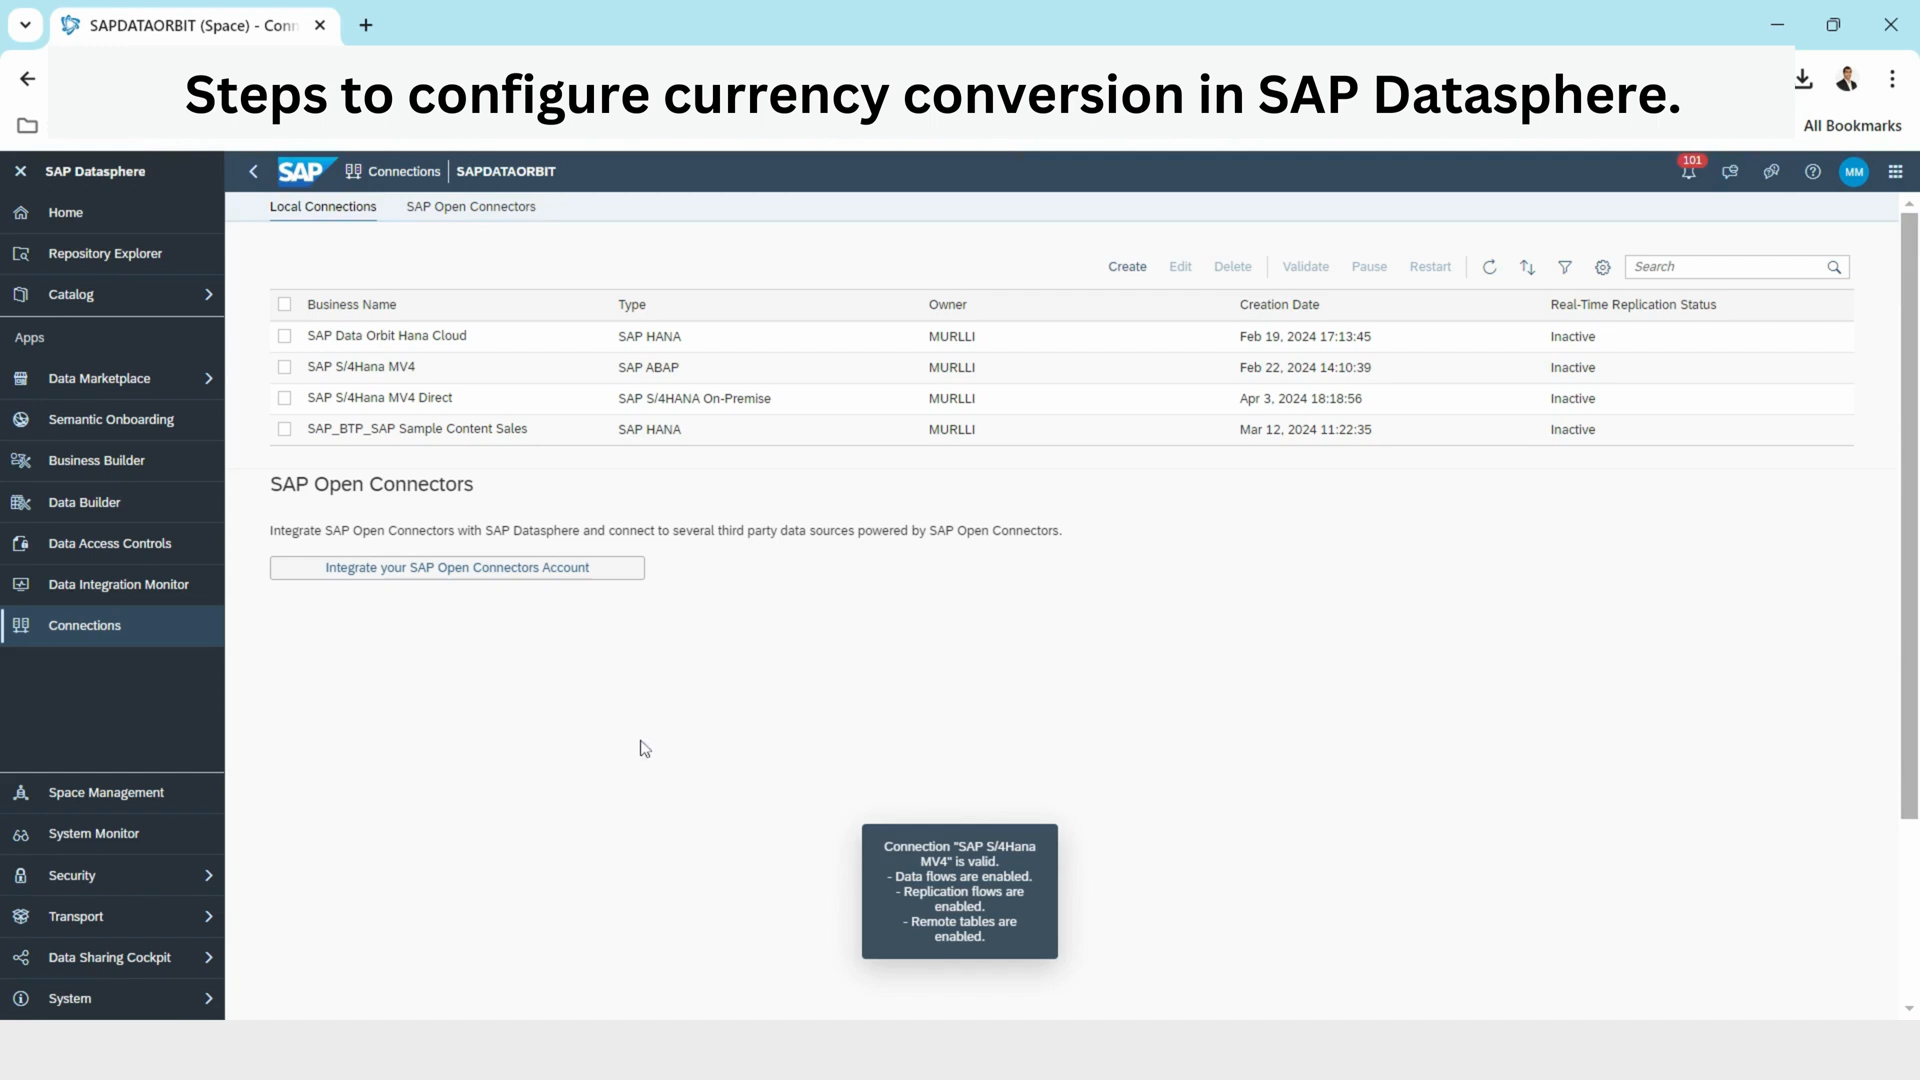 SAPDATAORBIT (Space) - Conn
Steps to configure currency conversion in SAP Datasphere.
All Bookmarks
SAP Datasphere
SAP
Connections
SAPDATAORBIT
101
MM
Home
Repository Explorer
Catalog
Apps
Data Marketplace
Semantic Onboarding
Business Builder
Data Builder
Data Access Controls
Data Integration Monitor
Connections
Space Management
System Monitor
Security
Transport
Data Sharing Cockpit
System
Local Connections SAP Open Connectors
Create Edit Delete Validate Pause Restart Search
Business Name Type Owner Creation Date Real-Time Replication Status
SAP Data Orbit Hana Cloud SAP HANA MURLLI Feb 19, 2024 17:13:45 Inactive
SAP S/4Hana MV4 SAP ABAP MURLLI Feb 22, 2024 14:10:39 Inactive
SAP S/4Hana MV4 Direct SAP S/4HANA On-Premise MURLLI Apr 3, 2024 18:18:56 Inactive
SAP_BTP_SAP Sample Content Sales SAP HANA MURLLI Mar 12, 2024 11:22:35 Inactive
SAP Open Connectors
Integrate SAP Open Connectors with SAP Datasphere and connect to several third party data sources powered by SAP Open Connectors.
Integrate your SAP Open Connectors Account
Connection "SAP S/4Hana
MV4" is valid.
- Data flows are enabled.
- Replication flows are
enabled.
- Remote tables are
enabled.